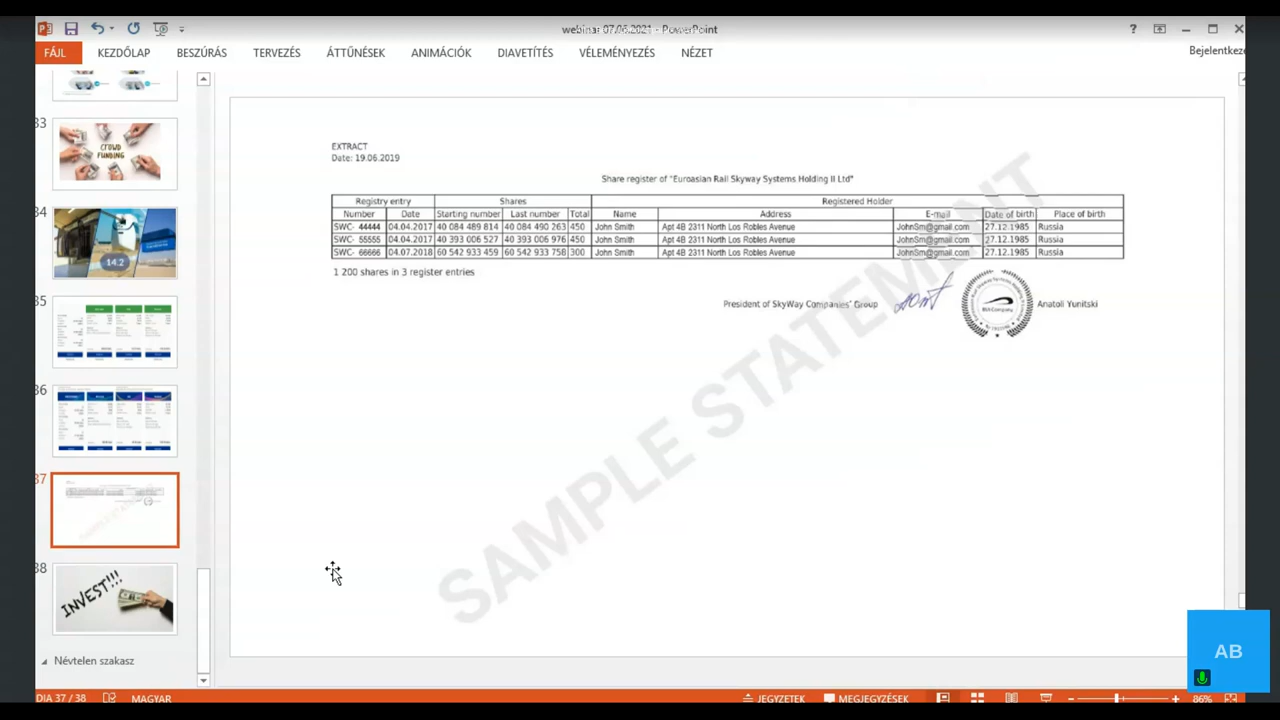 webinar 07.06.2021 - PowerPoint
FÁJL KEZDŐLAP BESZÚRÁS TERVEZÉS ÁTTŰNÉSEK ANIMÁCIÓK DIAVETÍTÉS VÉLEMÉNYEZÉS NÉZET Bejelentkezé
EXTRACT
Date: 19.06.2019
Share register of "Euroasian Rail Skyway Systems Holding II Ltd"
Registry entry Shares Registered Holder
Number Date Starting number Last number Total Name Address E-mail Date of birth Place of birth
SWC- 44444 04.04.2017 40 084 489 814 40 084 490 263 450 John Smith Apt 4B 2311 North Los Robles Avenue JohnSm@gmail.com 27.12.1985 Russia
SWC- 55555 04.04.2017 40 393 006 527 40 393 006 976 450 John Smith Apt 4B 2311 North Los Robles Avenue JohnSm@gmail.com 27.12.1985 Russia
SWC- 66666 04.07.2018 60 542 933 459 60 542 933 758 300 John Smith Apt 4B 2311 North Los Robles Avenue JohnSm@gmail.com 27.12.1985 Russia
1 200 shares in 3 register entries
President of SkyWay Companies' Group Anatoli Yunitski
SAMPLE STATEMENT
33
CROWD
FUNDING
34
14.2
35
36
37
38
INVEST!!!
Névtelen szakasz
AB
DIA 37 / 38 MAGYAR JEGYZETEK MEGJEGYZÉSEK 86%